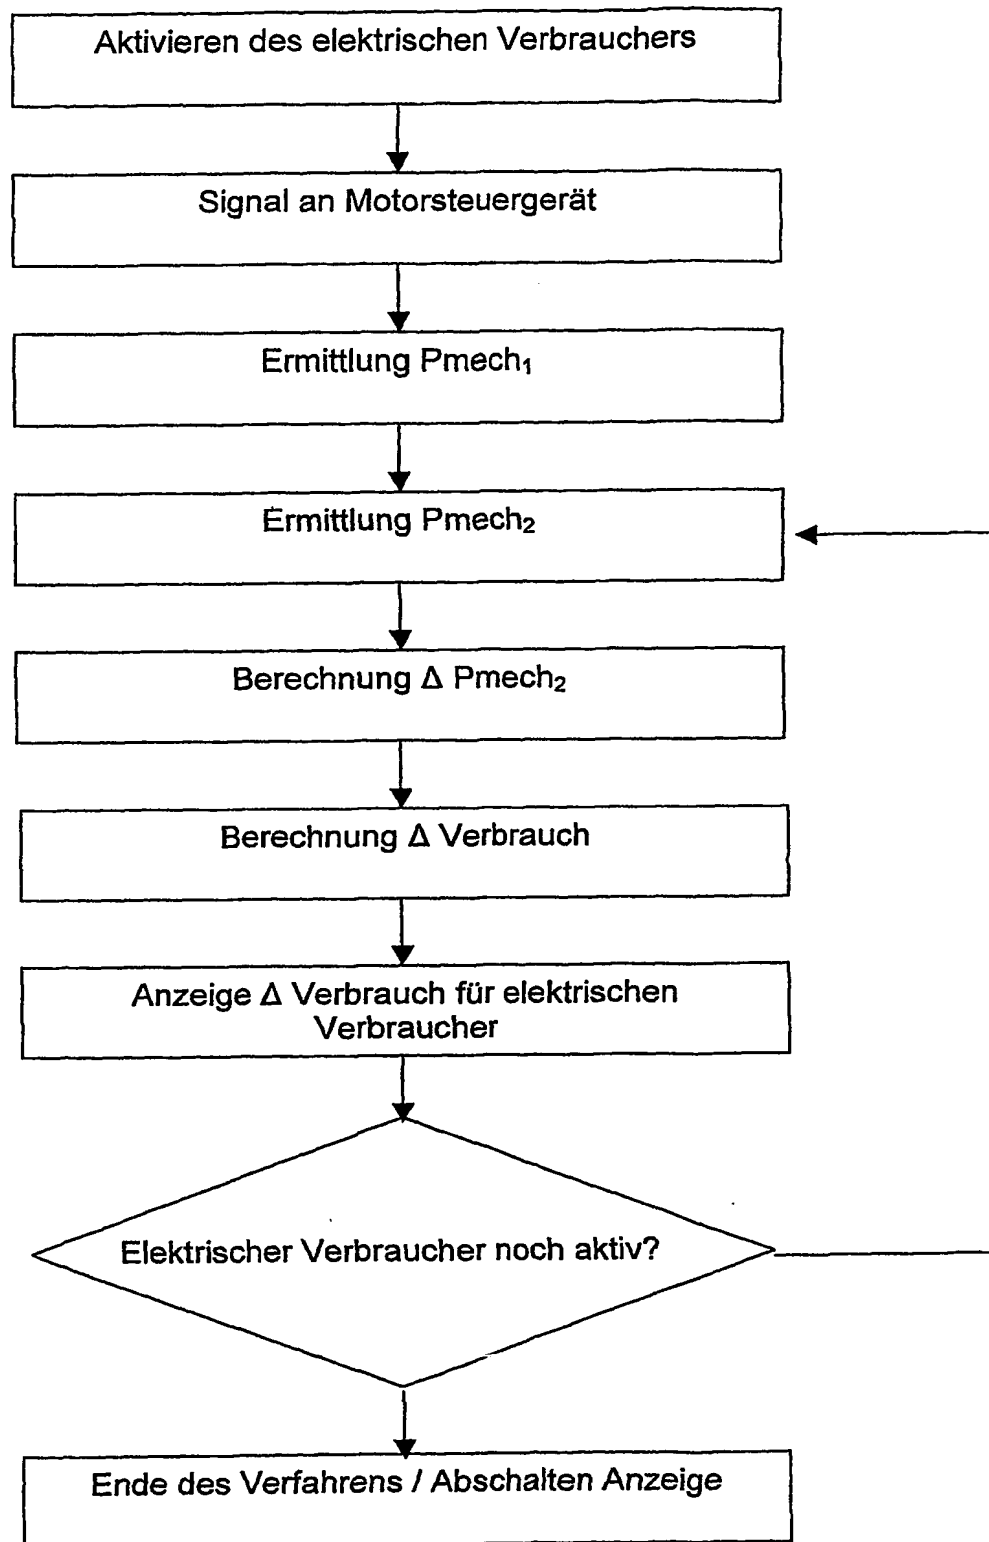 Aktivieren des elektrischen Verbrauchers
Signal an Motorsteuergerät
Ermittlung Pmech₁
Ermittlung Pmech₂
Berechnung Δ Pmech₂
Berechnung Δ Verbrauch
Anzeige Δ Verbrauch für elektrischen
Verbraucher
Elektrischer Verbraucher noch aktiv?
Ende des Verfahrens / Abschalten Anzeige